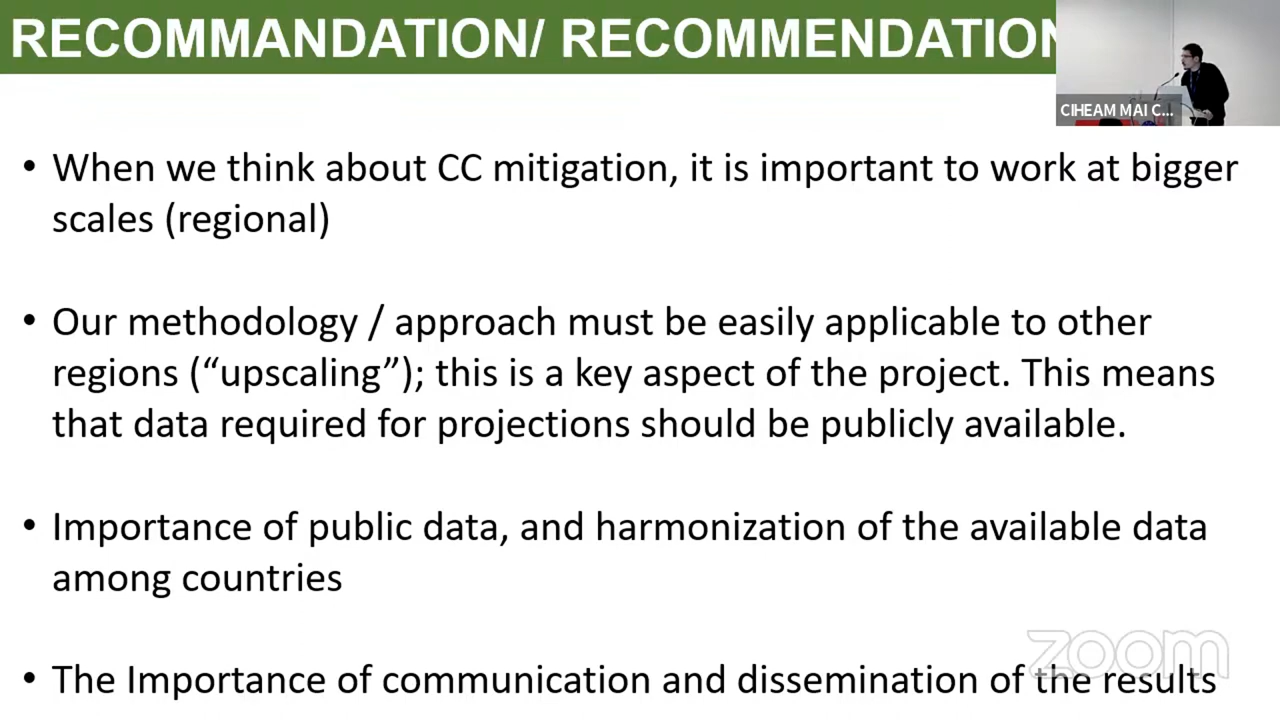 RECOMMANDATION/ RECOMMENDATION
CIHEAM MAI C...
• When we think about CC mitigation, it is important to work at bigger
scales (regional)
• Our methodology / approach must be easily applicable to other
regions (“upscaling”); this is a key aspect of the project. This means
that data required for projections should be publicly available.
• Importance of public data, and harmonization of the available data
among countries
zoom
• The Importance of communication and dissemination of the results